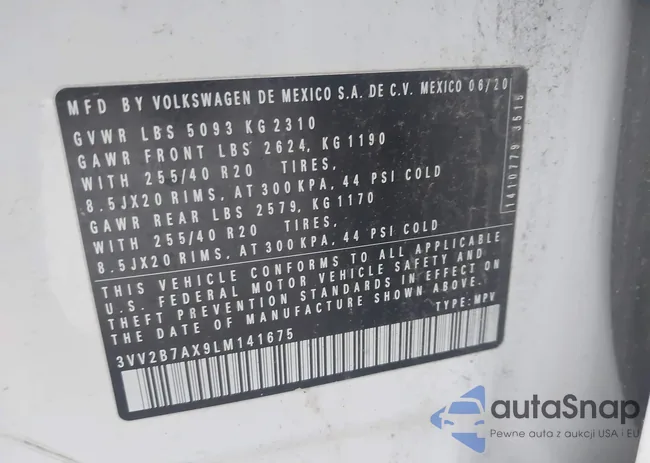 MFD BY VOLKSWAGEN DE MEXICO S.A. DE C.V. MEXICO 06/20
GVWR LBS 5093 KG 2310
GAWR FRONT LBS 2624, KG 1190
WITH 255/40 R20 TIRES,
8.5JX20 RIMS, AT 300 KPA, 44 PSI COLD
GAWR REAR LBS 2579, KG 1170
WITH 255/40 R20 TIRES,
8.5JX20 RIMS, AT 300 KPA, 44 PSI COLD
THIS VEHICLE CONFORMS TO ALL APPLICABLE
U.S. FEDERAL MOTOR VEHICLE SAFETY AND
THEFT PREVENTION STANDARDS IN EFFECT ON
THE DATE OF MANUFACTURE SHOWN ABOVE.
3VV2B7AX9LM141675 TYPE: MPV
1410779 3515
autaSnap
Pewne auta z aukcji USA i EU